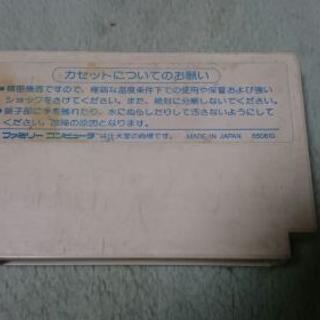 カセットについてのお願い
●精密機器ですので、極端な温度条件下での使用や保管および強い
ショックをさけてください。また、絶対に分解しないでください。
●端子部に手を触れたり、水にぬらしたりして汚さないようにして
ください。故障の原因となります。
ファミリーコンピュータ は任天堂の商標です。 MADE IN JAPAN